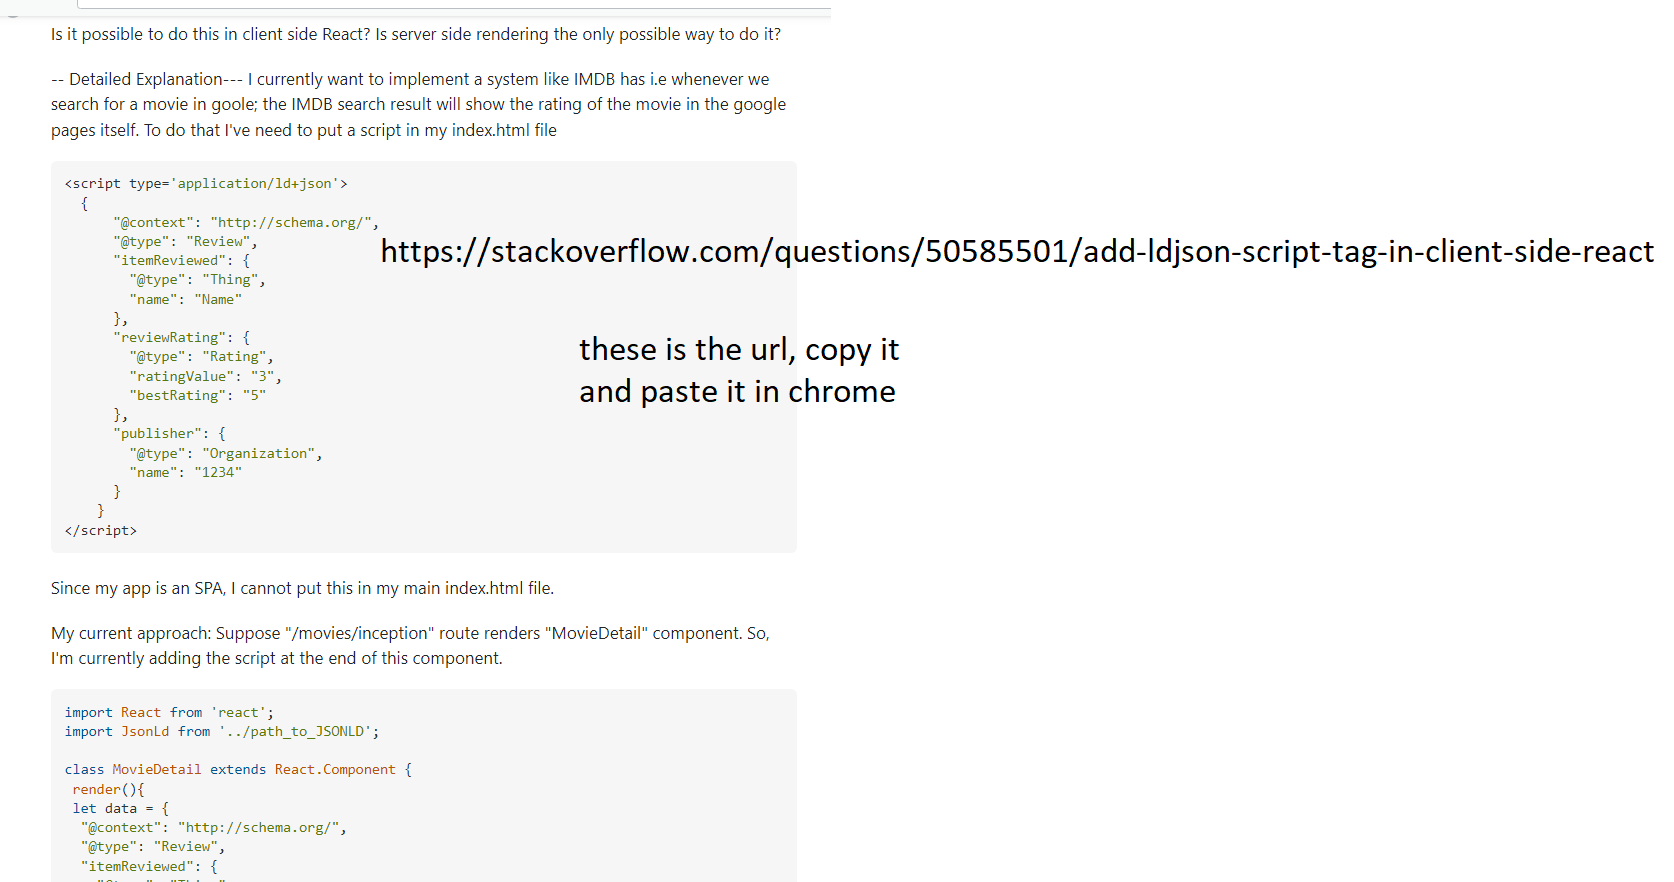 Is it possible to do this in client side React? Is server side rendering the only possible way to do it?
-- Detailed Explanation--- I currently want to implement a system like IMDB has i.e whenever we
search for a movie in goole; the IMDB search result will show the rating of the movie in the google
pages itself. To do that I've need to put a script in my index.html file
<script type='application/ld+json'>
{
"@context": "http://schema.org/",
"@type": "Review",
"itemReviewed": {
"@type": "Thing",
"name": "Name"
},
"reviewRating": {
"@type": "Rating",
"ratingValue": "3",
"bestRating": "5"
},
"publisher": {
"@type": "Organization",
"name": "1234"
}
}
</script>
https://stackoverflow.com/questions/50585501/add-ldjson-script-tag-in-client-side-react
these is the url, copy it
and paste it in chrome
Since my app is an SPA, I cannot put this in my main index.html file.
My current approach: Suppose "/movies/inception" route renders "MovieDetail" component. So,
I'm currently adding the script at the end of this component.
import React from 'react';
import JsonLd from '../path_to_JSONLD';
class MovieDetail extends React.Component {
render(){
let data = {
"@context": "http://schema.org/",
"@type": "Review",
"itemReviewed": {